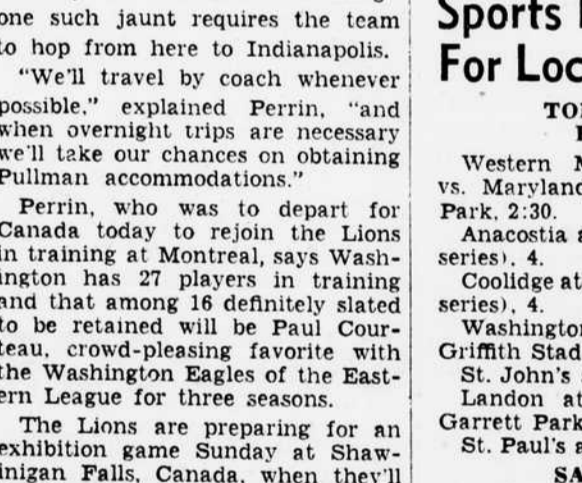 one such jaunt requires the team
to hop from here to Indianapolis.
"We'll travel by coach whenever
possible," explained Perrin, "and
when overnight trips are necessary
we'll take our chances on obtaining
Pullman accommodations."
Perrin, who was to depart for
Canada today to rejoin the Lions
in training at Montreal, says Wash-
ington has 27 players in training
and that among 16 definitely slated
to be retained will be Paul Cour-
teau, crowd-pleasing favorite with
the Washington Eagles of the East-
ern League for three seasons.
The Lions are preparing for an
exhibition game Sunday at Shaw-
inigan Falls, Canada, when they'll
Sports
For Loc
TO
Western
vs. Maryland
Park, 2:30.
Anacostia a
series), 4.
Coolidge at
series), 4.
Washington
Griffith Stad
St. John's
Landon at
Garrett Park
St. Paul's a
SA